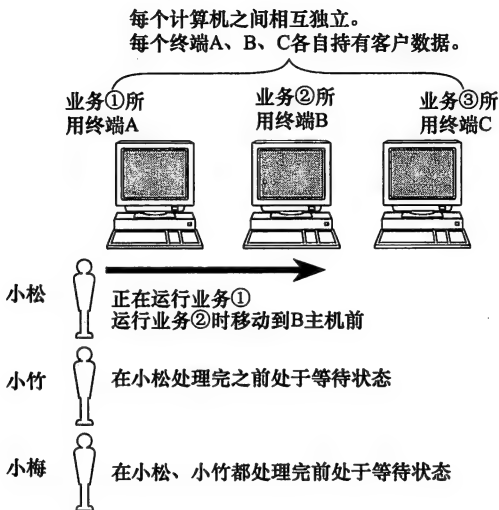 每个计算机之间相互独立。
每个终端A、B、C各自持有客户数据。
业务①所
用终端A
业务②所
用终端B
业务③所
用终端C
小松
正在运行业务①
运行业务②时移动到B主机前
小竹
在小松处理完之前处于等待状态
小梅
在小松、小竹都处理完前处于等待状态